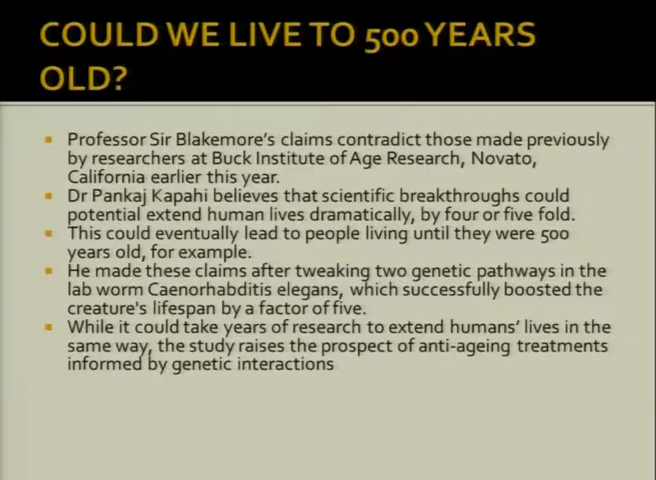 COULD WE LIVE TO 500 YEARS
OLD?
Professor Sir Blakemore's claims contradict those made previously
by researchers at Buck Institute of Age Research, Novato,
California earlier this year.
Dr Pankaj Kapahi believes that scientific breakthroughs could
potential extend human lives dramatically, by four or five fold.
This could eventually lead to people living until they were 500
years old, for example.
He made these claims after tweaking two genetic pathways in the
lab worm Caenorhabditis elegans, which successfully boosted the
creature's lifespan by a factor of five.
While it could take years of research to extend humans' lives in the
same way, the study raises the prospect of anti-ageing treatments
informed by genetic interactions